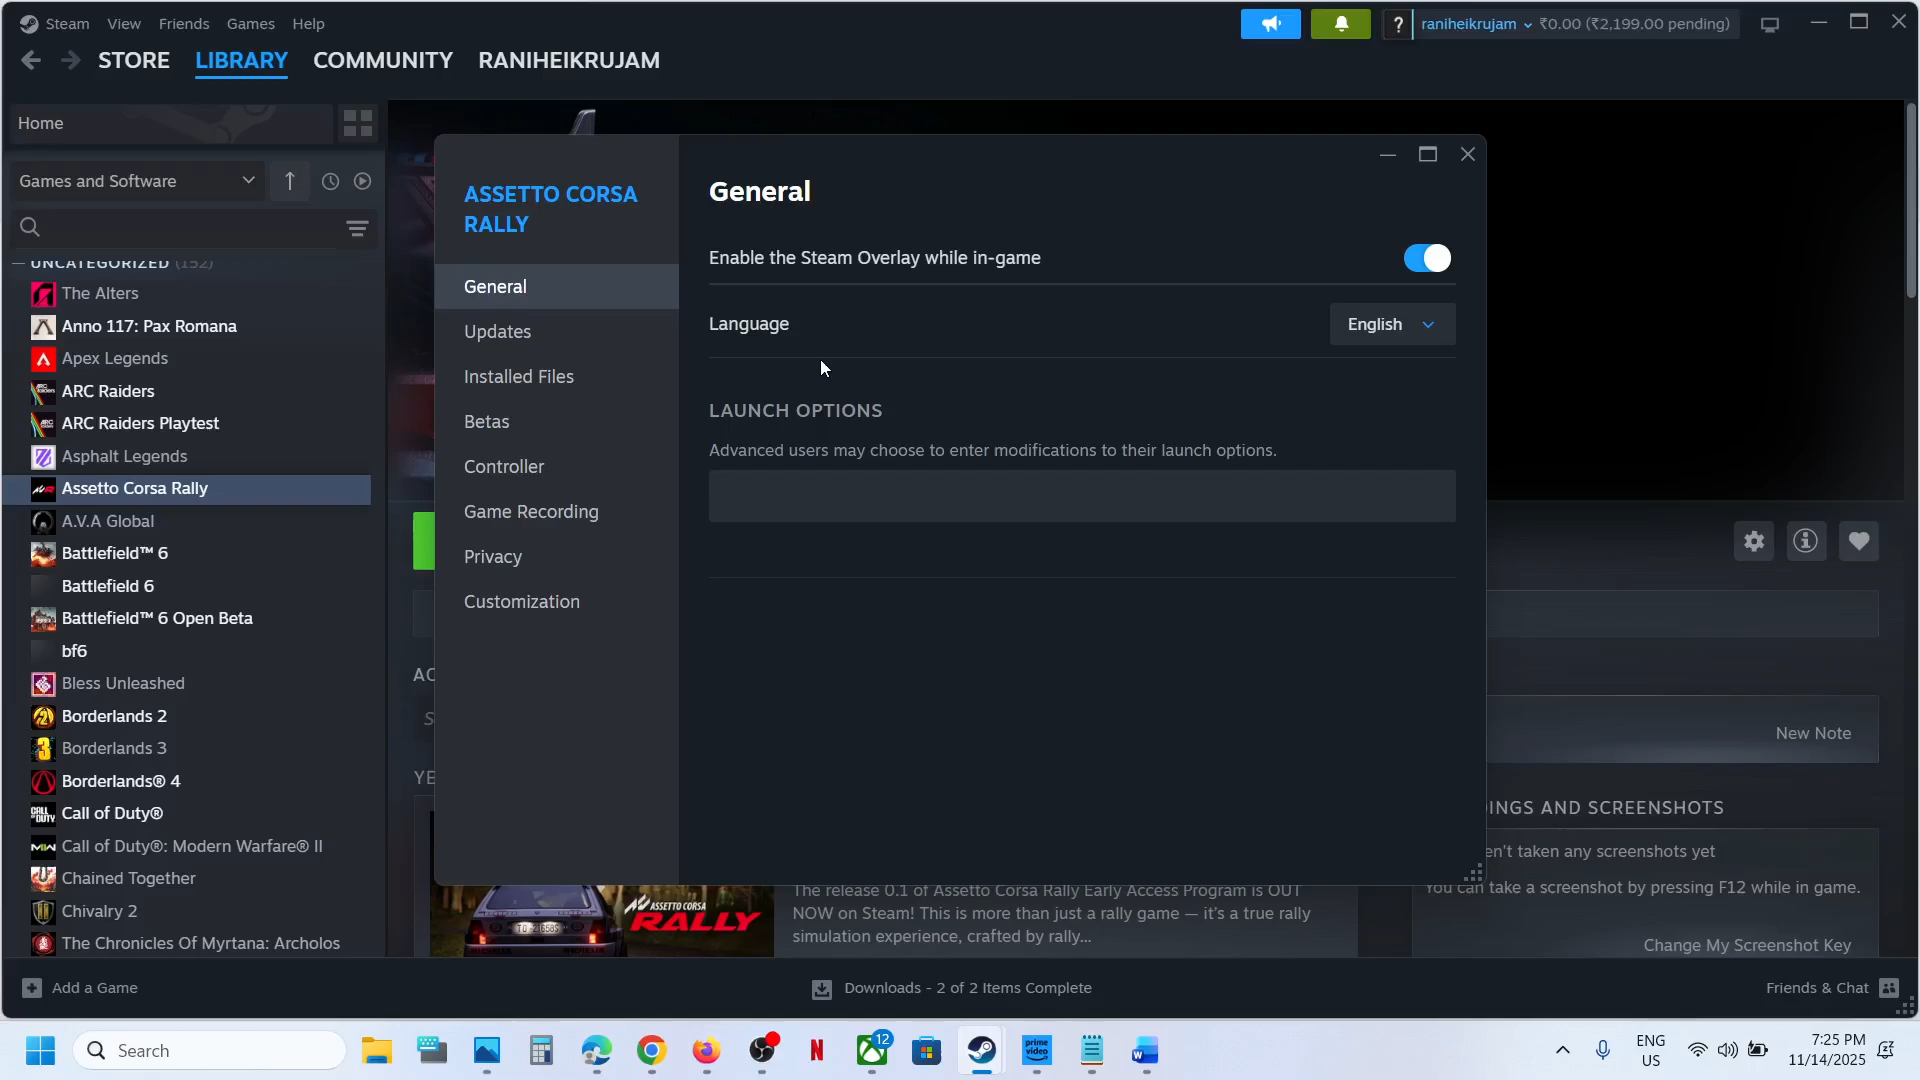 Steam View Friends Games Help
? raniheikrujam ₹0.00 (₹2,199.00 pending)
STORE LIBRARY COMMUNITY RANIHEIKRUJAM
Home
Games and Software
UNCATEGORIZED (152)
The Alters
Anno 117: Pax Romana
Apex Legends
ARC Raiders
ARC Raiders Playtest
Asphalt Legends
Assetto Corsa Rally
A.V.A Global
Battlefield™ 6
Battlefield 6
Battlefield™ 6 Open Beta
bf6
Bless Unleashed
Borderlands 2
Borderlands 3
Borderlands® 4
Call of Duty®
Call of Duty®: Modern Warfare® II
Chained Together
Chivalry 2
The Chronicles Of Myrtana: Archolos
ASSETTO CORSA
RALLY
General
Updates
Installed Files
Betas
Controller
Game Recording
Privacy
Customization
General
Enable the Steam Overlay while in-game
Language English
LAUNCH OPTIONS
Advanced users may choose to enter modifications to their launch options.
AC
S
YE
New Note
INGS AND SCREENSHOTS
en't taken any screenshots yet
You can take a screenshot by pressing F12 while in game.
Change My Screenshot Key
ASSETTO CORSA
RALLY
The release 0.1 of Assetto Corsa Rally Early Access Program is OUT
NOW on Steam! This is more than just a rally game — it's a true rally
simulation experience, crafted by rally...
Add a Game
Downloads - 2 of 2 Items Complete
Friends & Chat
Search
12
prime
video
ENG
US
7:25 PM
11/14/2025